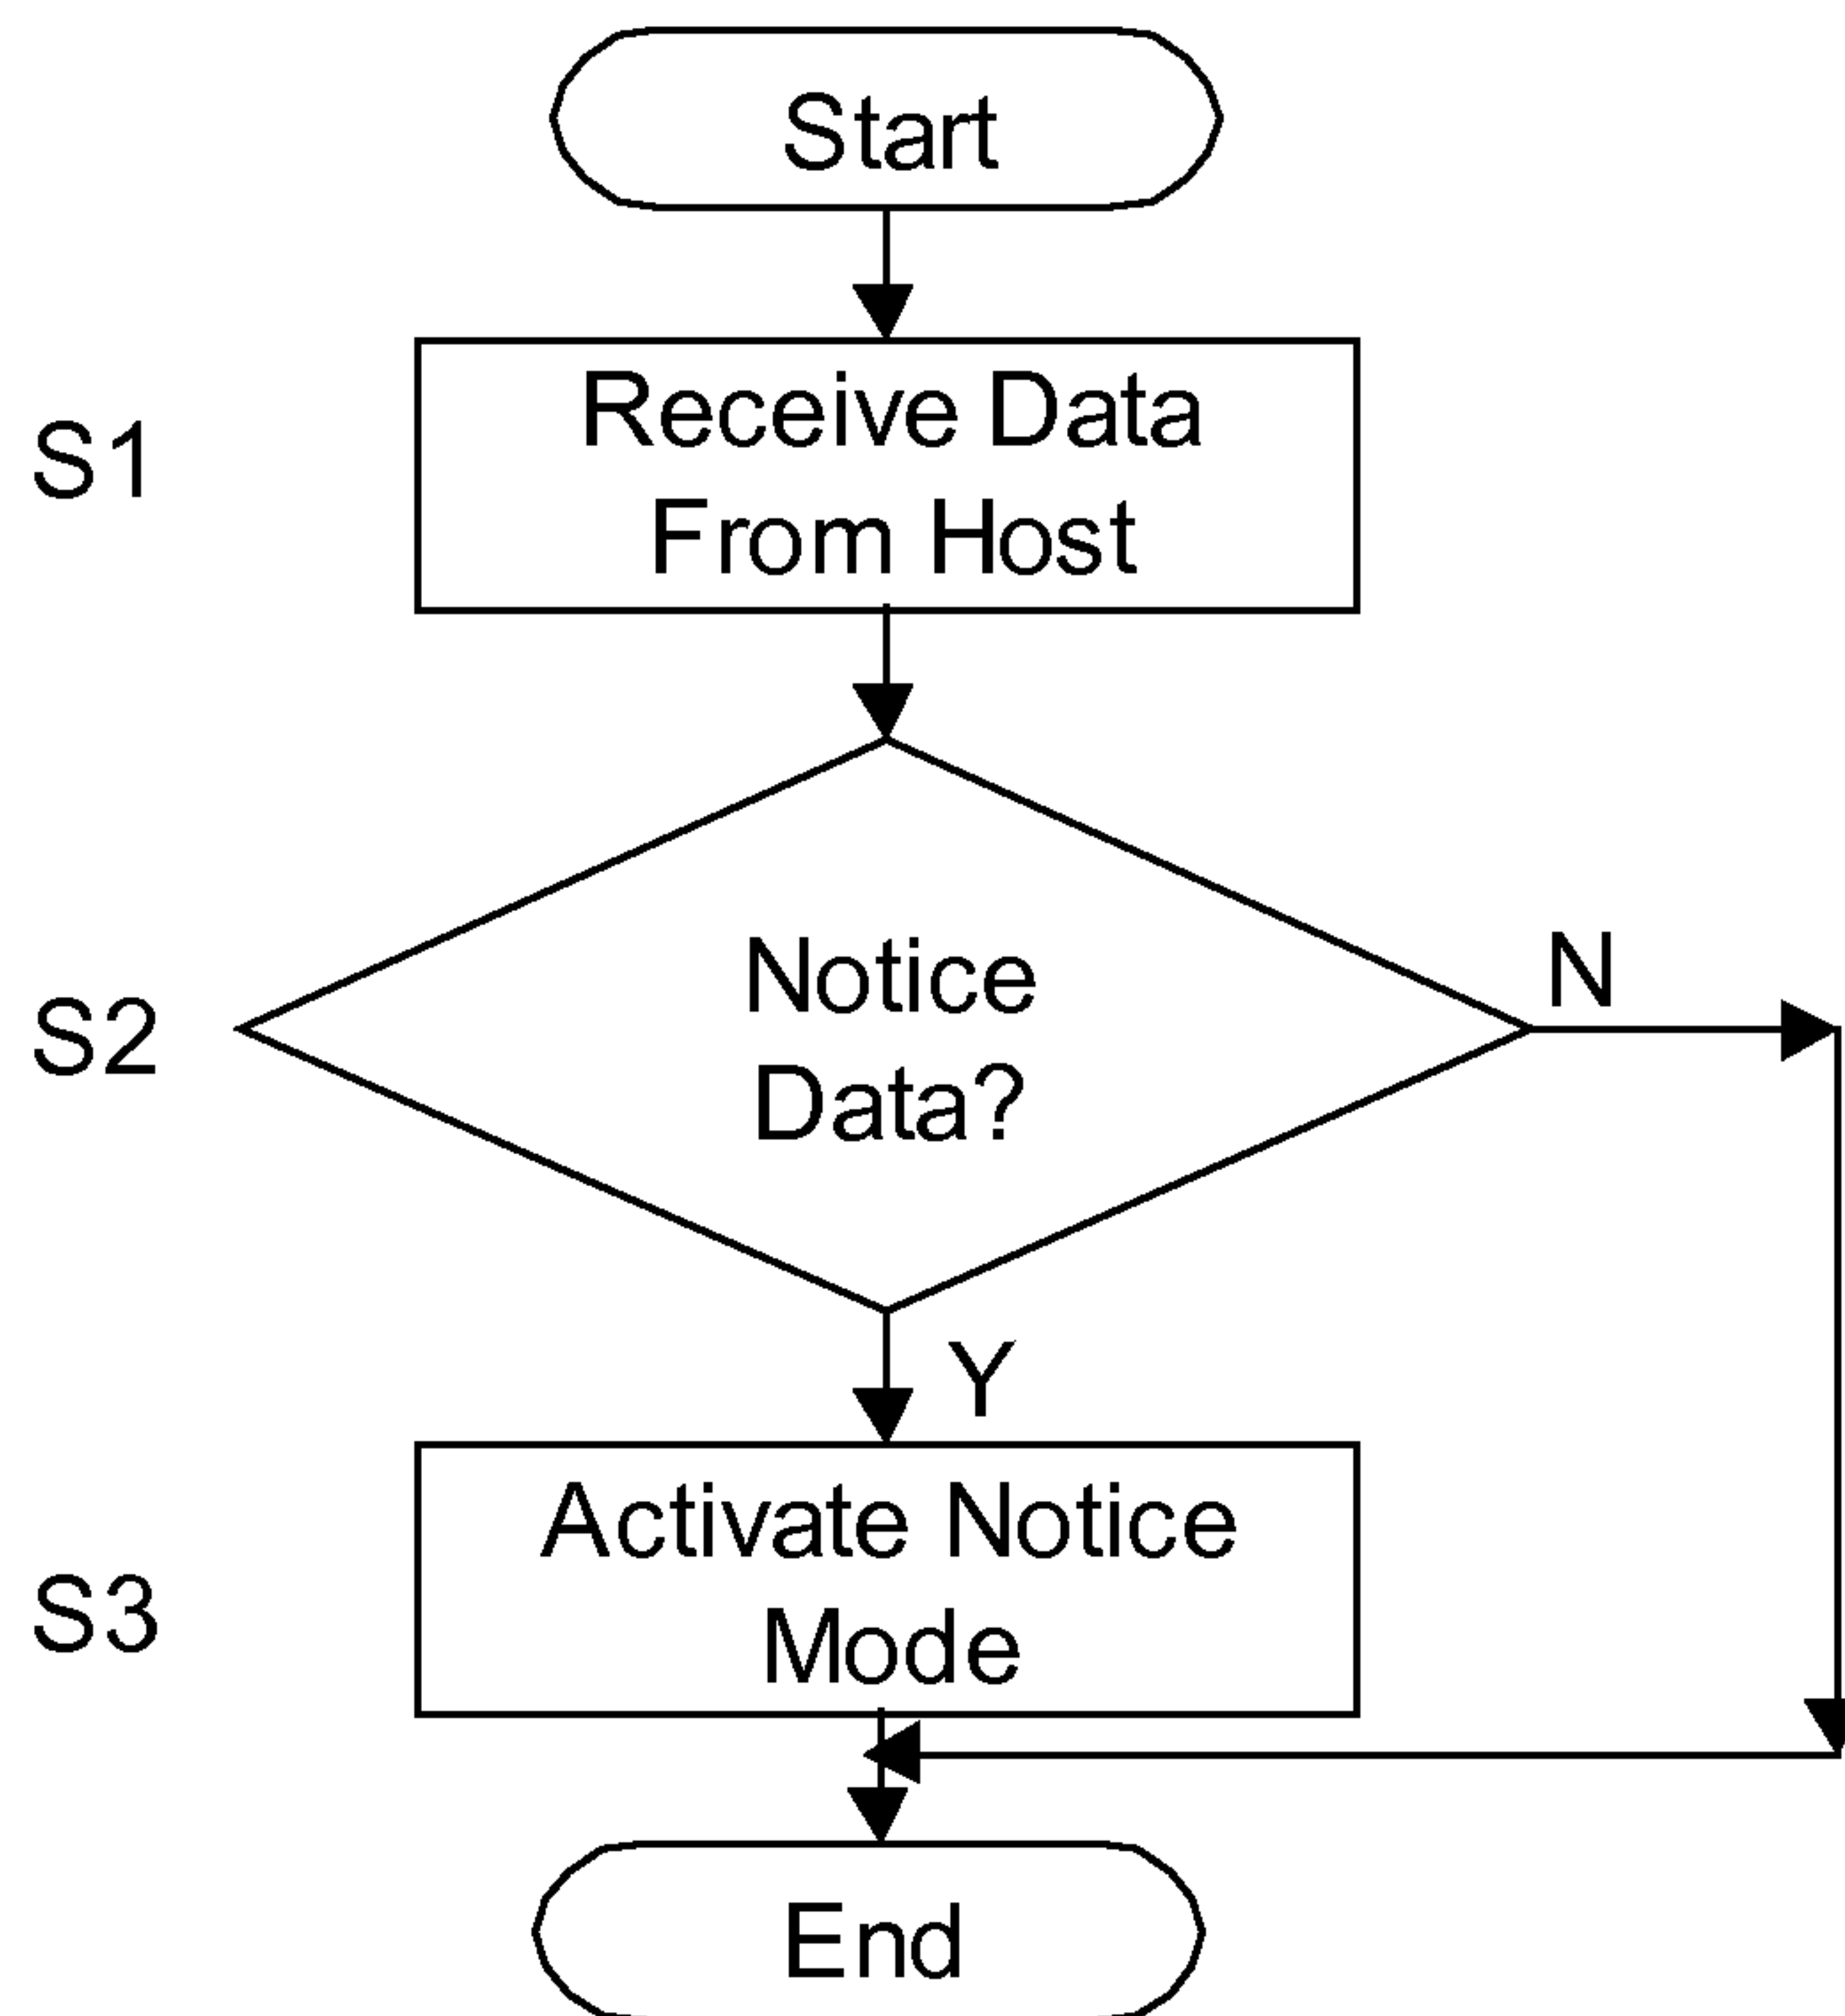 Start
S1
Receive Data
From Host
S2
Notice
Data?
N
Y
S3
Activate Notice
Mode
End